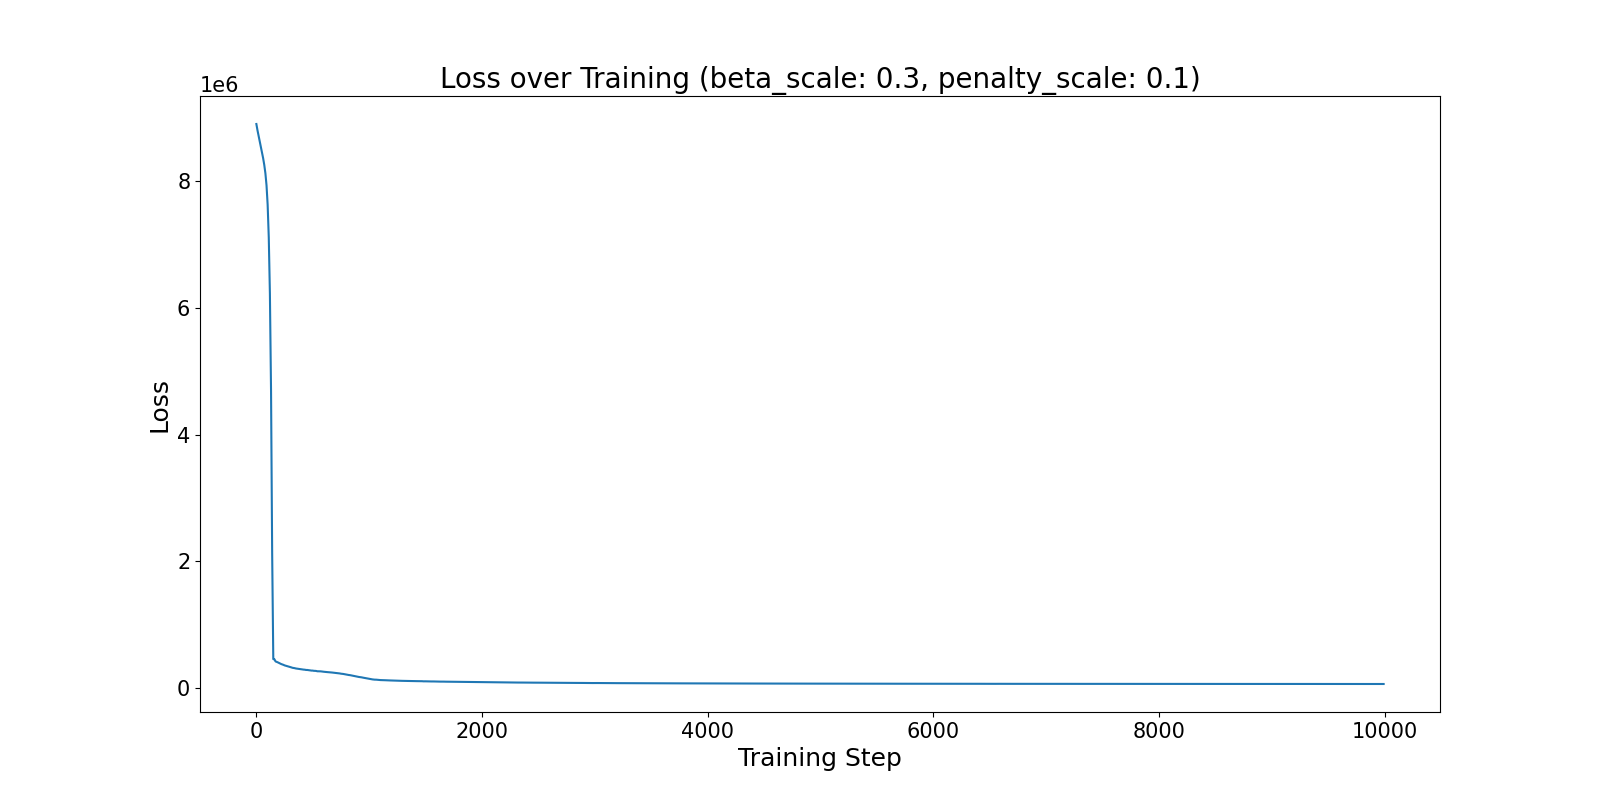 Loss over Training (beta_scale: 0.3, penalty_scale: 0.1)
1e6
8
6
4
2
0
Loss
0 2000 4000 6000 8000 10000
Training Step